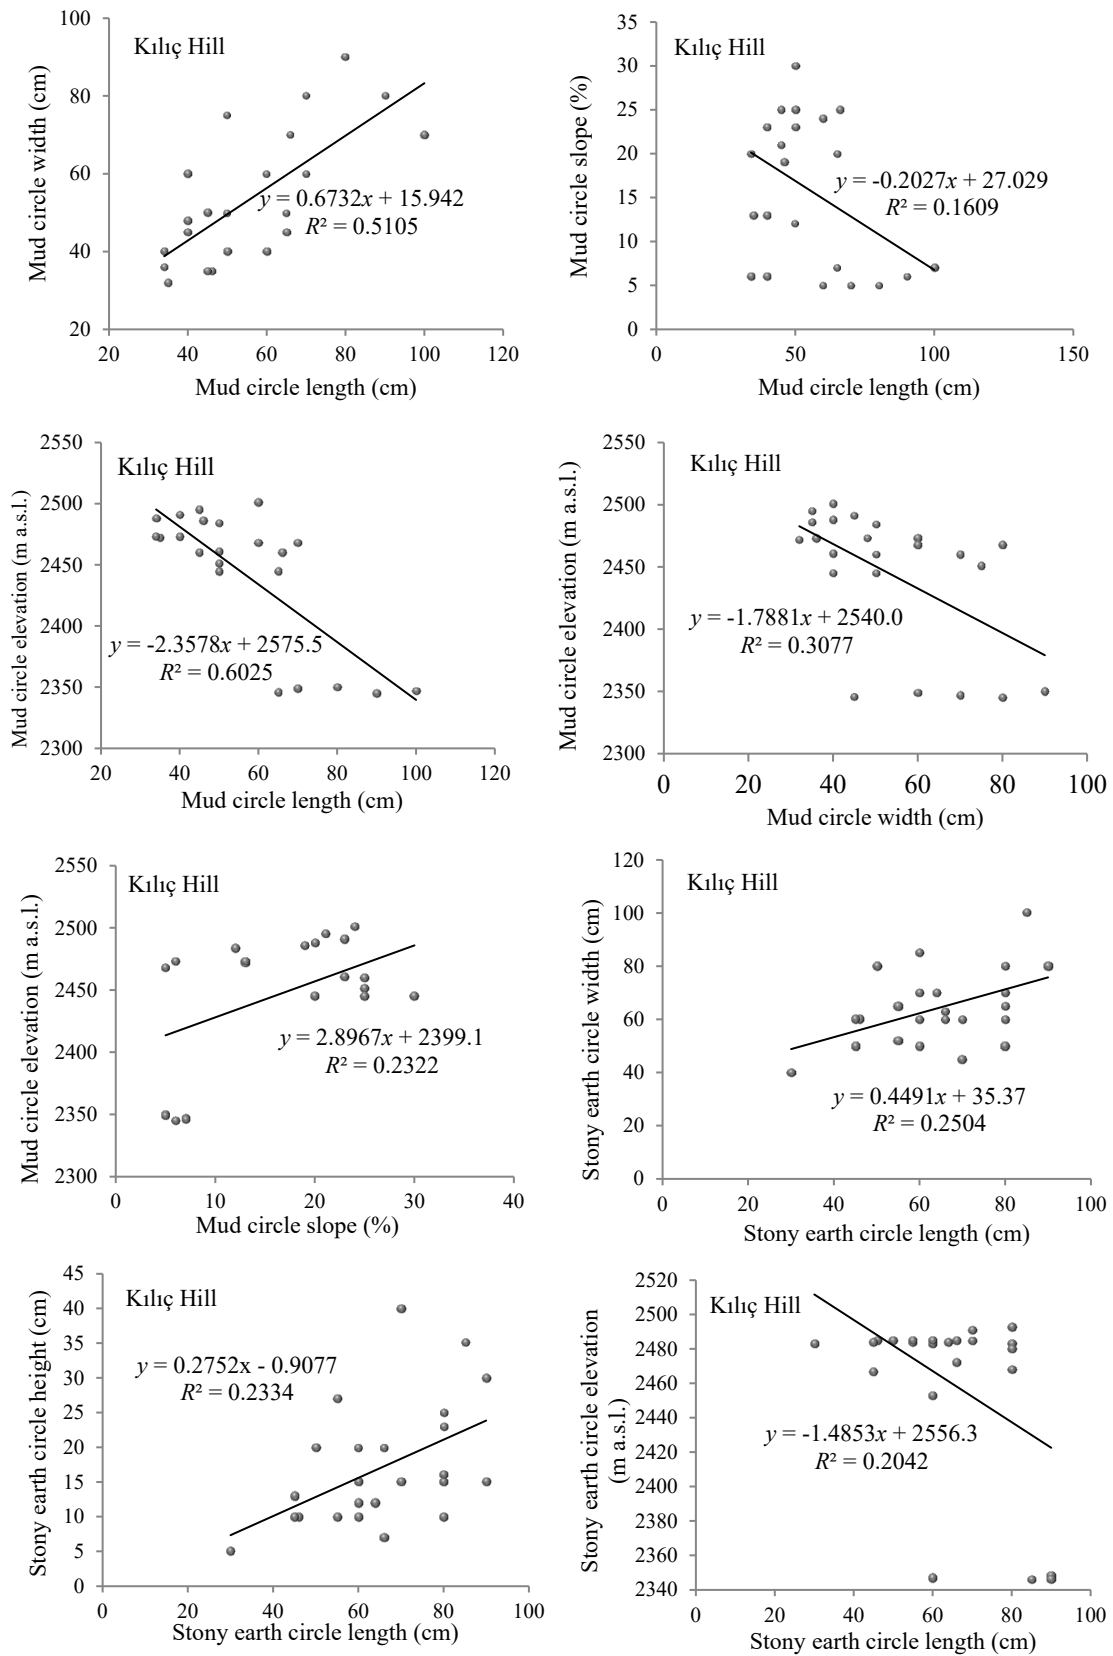 Kılıç Hill
Mud circle width (cm)
100
80
60
40
20
y = 0.6732x + 15.942
R² = 0.5105
20 40 60 80 100 120
Mud circle length (cm)
Kılıç Hill
Mud circle slope (%)
35
30
25
20
15
10
5
0
y = -0.2027x + 27.029
R² = 0.1609
0 50 100 150
Mud circle length (cm)
Kılıç Hill
Mud circle elevation (m a.s.l.)
2550
2500
2450
2400
2350
2300
y = -2.3578x + 2575.5
R² = 0.6025
20 40 60 80 100 120
Mud circle length (cm)
Kılıç Hill
Mud circle elevation (m a.s.l.)
2550
2500
2450
2400
2350
2300
y = -1.7881x + 2540.0
R² = 0.3077
0 20 40 60 80 100
Mud circle width (cm)
Kılıç Hill
Mud circle elevation (m a.s.l.)
2550
2500
2450
2400
2350
2300
y = 2.8967x + 2399.1
R² = 0.2322
0 10 20 30 40
Mud circle slope (%)
Kılıç Hill
Stony earth circle width (cm)
120
100
80
60
40
20
0
y = 0.4491x + 35.37
R² = 0.2504
0 20 40 60 80 100
Stony earth circle length (cm)
Kılıç Hill
Stony earth circle height (cm)
45
40
35
30
25
20
15
10
5
0
y = 0.2752x - 0.9077
R² = 0.2334
0 20 40 60 80 100
Stony earth circle length (cm)
Kılıç Hill
Stony earth circle elevation
(m a.s.l.)
2520
2500
2480
2460
2440
2420
2400
2380
2360
2340
y = -1.4853x + 2556.3
R² = 0.2042
0 20 40 60 80 100
Stony earth circle length (cm)